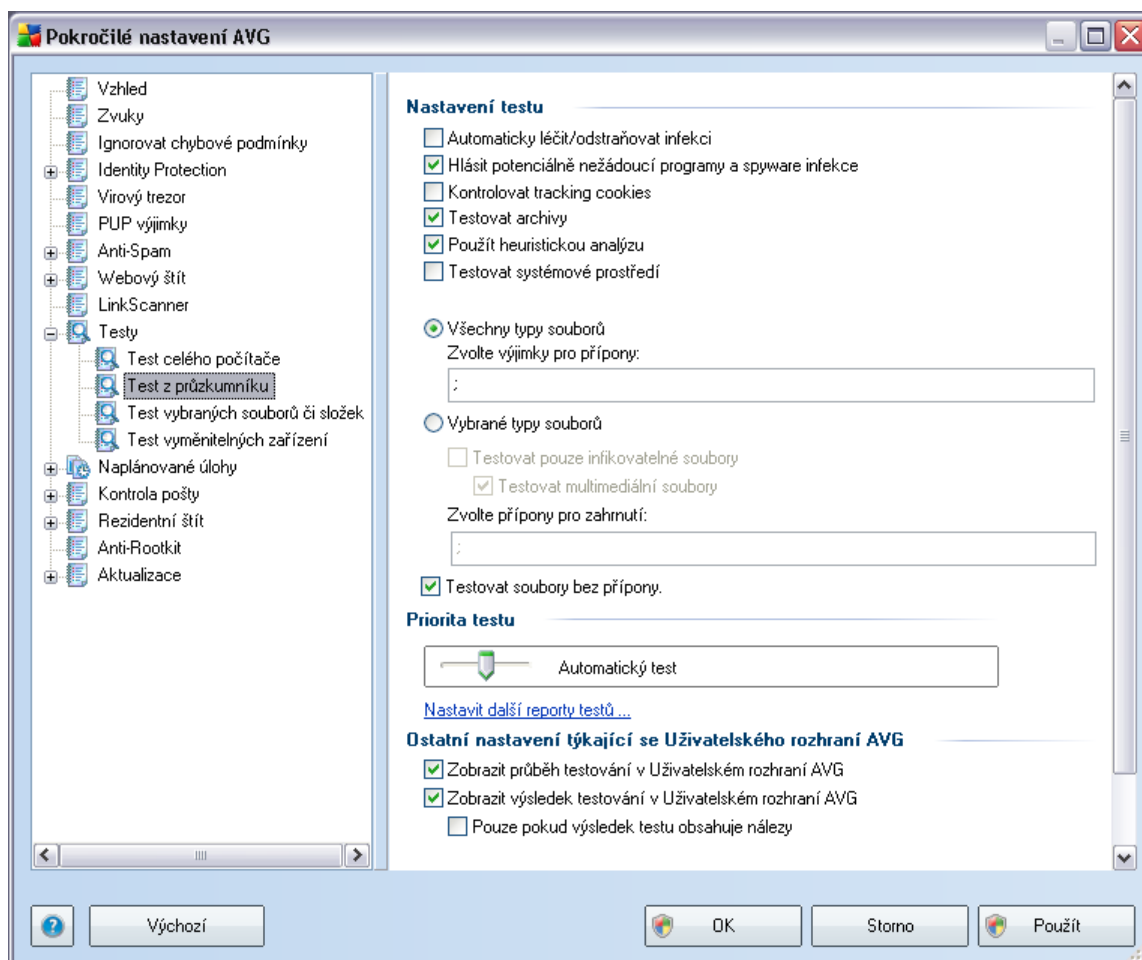 Pokročilé nastavení AVG
Vzhled
Zvuky
Ignorovat chybové podmínky
Identity Protection
Virový trezor
PUP výjimky
Anti-Spam
Webový štít
LinkScanner
Testy
Test celého počítače
Test z průzkumníku
Test vybraných souborů či složek
Test vyměnitelných zařízení
Naplánované úlohy
Kontrola pošty
Rezidentní štít
Anti-Rootkit
Aktualizace
Nastavení testu
Automaticky léčit/odstraňovat infekci
Hlásit potenciálně nežádoucí programy a spyware infekce
Kontrolovat tracking cookies
Testovat archivy
Použít heuristickou analýzu
Testovat systémové prostředí
Všechny typy souborů
Zvolte výjimky pro přípony:
;
Vybrané typy souborů
Testovat pouze infikovatelné soubory
Testovat multimediální soubory
Zvolte přípony pro zahrnutí:
;
Testovat soubory bez přípony.
Priorita testu
Automatický test
Nastavit další reporty testů ...
Ostatní nastavení týkající se Uživatelského rozhraní AVG
Zobrazit průběh testování v Uživatelském rozhraní AVG
Zobrazit výsledek testování v Uživatelském rozhraní AVG
Pouze pokud výsledek testu obsahuje nálezy
Výchozí
OK
Storno
Použít